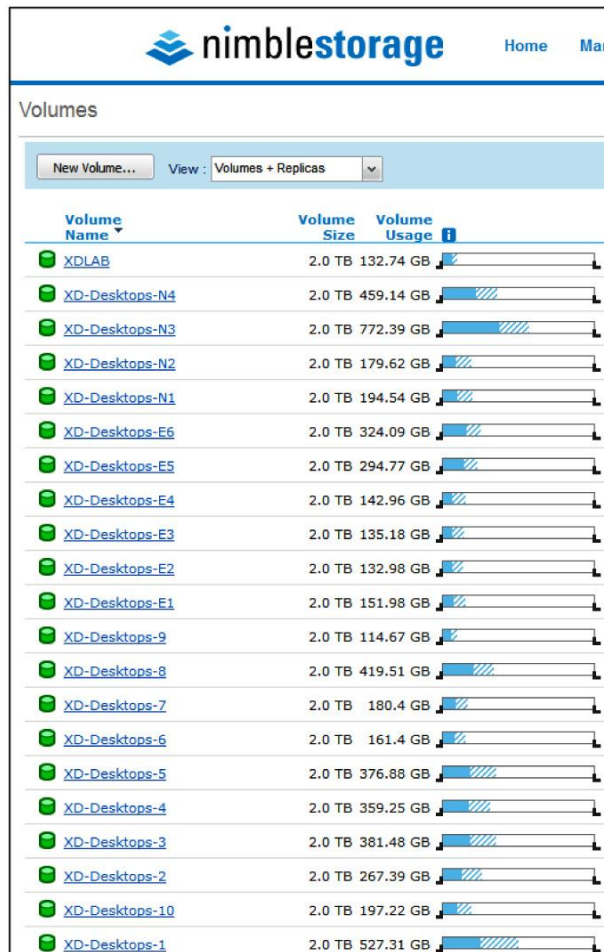 nimblestorage Home
Volumes
New Volume... View : Volumes + Replicas
Volume Name Volume Size Volume Usage i
XDLAB 2.0 TB 132.74 GB
XD-Desktops-N4 2.0 TB 459.14 GB
XD-Desktops-N3 2.0 TB 772.39 GB
XD-Desktops-N2 2.0 TB 179.62 GB
XD-Desktops-N1 2.0 TB 194.54 GB
XD-Desktops-E6 2.0 TB 324.09 GB
XD-Desktops-E5 2.0 TB 294.77 GB
XD-Desktops-E4 2.0 TB 142.96 GB
XD-Desktops-E3 2.0 TB 135.18 GB
XD-Desktops-E2 2.0 TB 132.98 GB
XD-Desktops-E1 2.0 TB 151.98 GB
XD-Desktops-9 2.0 TB 114.67 GB
XD-Desktops-8 2.0 TB 419.51 GB
XD-Desktops-7 2.0 TB 180.4 GB
XD-Desktops-6 2.0 TB 161.4 GB
XD-Desktops-5 2.0 TB 376.88 GB
XD-Desktops-4 2.0 TB 359.25 GB
XD-Desktops-3 2.0 TB 381.48 GB
XD-Desktops-2 2.0 TB 267.39 GB
XD-Desktops-10 2.0 TB 197.22 GB
XD-Desktops-1 2.0 TB 527.31 GB